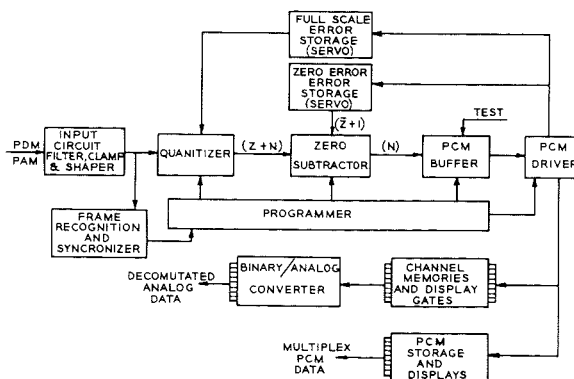 FULL SCALE
ERROR
STORAGE
(SERVO)
ZERO ERROR
ERROR
STORAGE
(SERVO)
(Z̄+1)
TEST
PDM
PAM
INPUT
CIRCUIT
FILTER, CLAMP
& SHAPER
QUANITIZER
(Z+N)
ZERO
SUBTRACTOR
(N)
PCM
BUFFER
PCM
DRIVER
PROGRAMMER
FRAME
RECOGNITION
AND
SYNCRONIZER
DECOMUTATED
ANALOG
DATA
BINARY/ANALOG
CONVERTER
CHANNEL
MEMORIES
AND DISPLAY
GATES
MULTIPLEX
PCM
DATA
PCM
STORAGE
AND
DISPLAYS